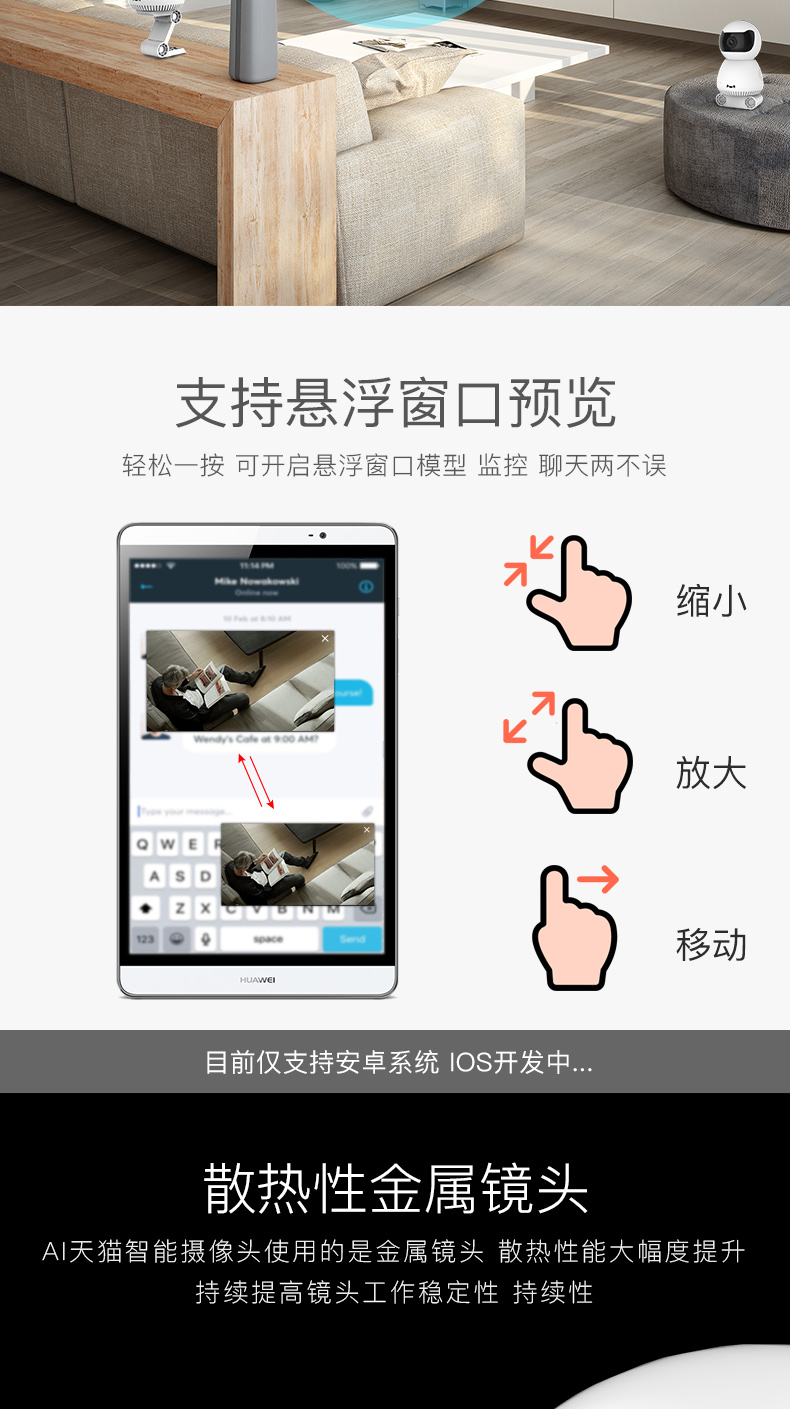 支持悬浮窗口预览
轻松一按 可开启悬浮窗口模型 监控 聊天两不误
11:14 PM
100%
Mike Nowakowski
Online now
10 Feb at 8:10 AM
ourse!
Wendy's Cafe at 9:00 AM?
Type your message...
Q W E R
A S D
Z X C V B N M
123
space
Send
HUAWEI
缩小
放大
移动
目前仅支持安卓系统 IOS开发中...
散热性金属镜头
AI天猫智能摄像头使用的是金属镜头 散热性能大幅度提升
持续提高镜头工作稳定性 持续性